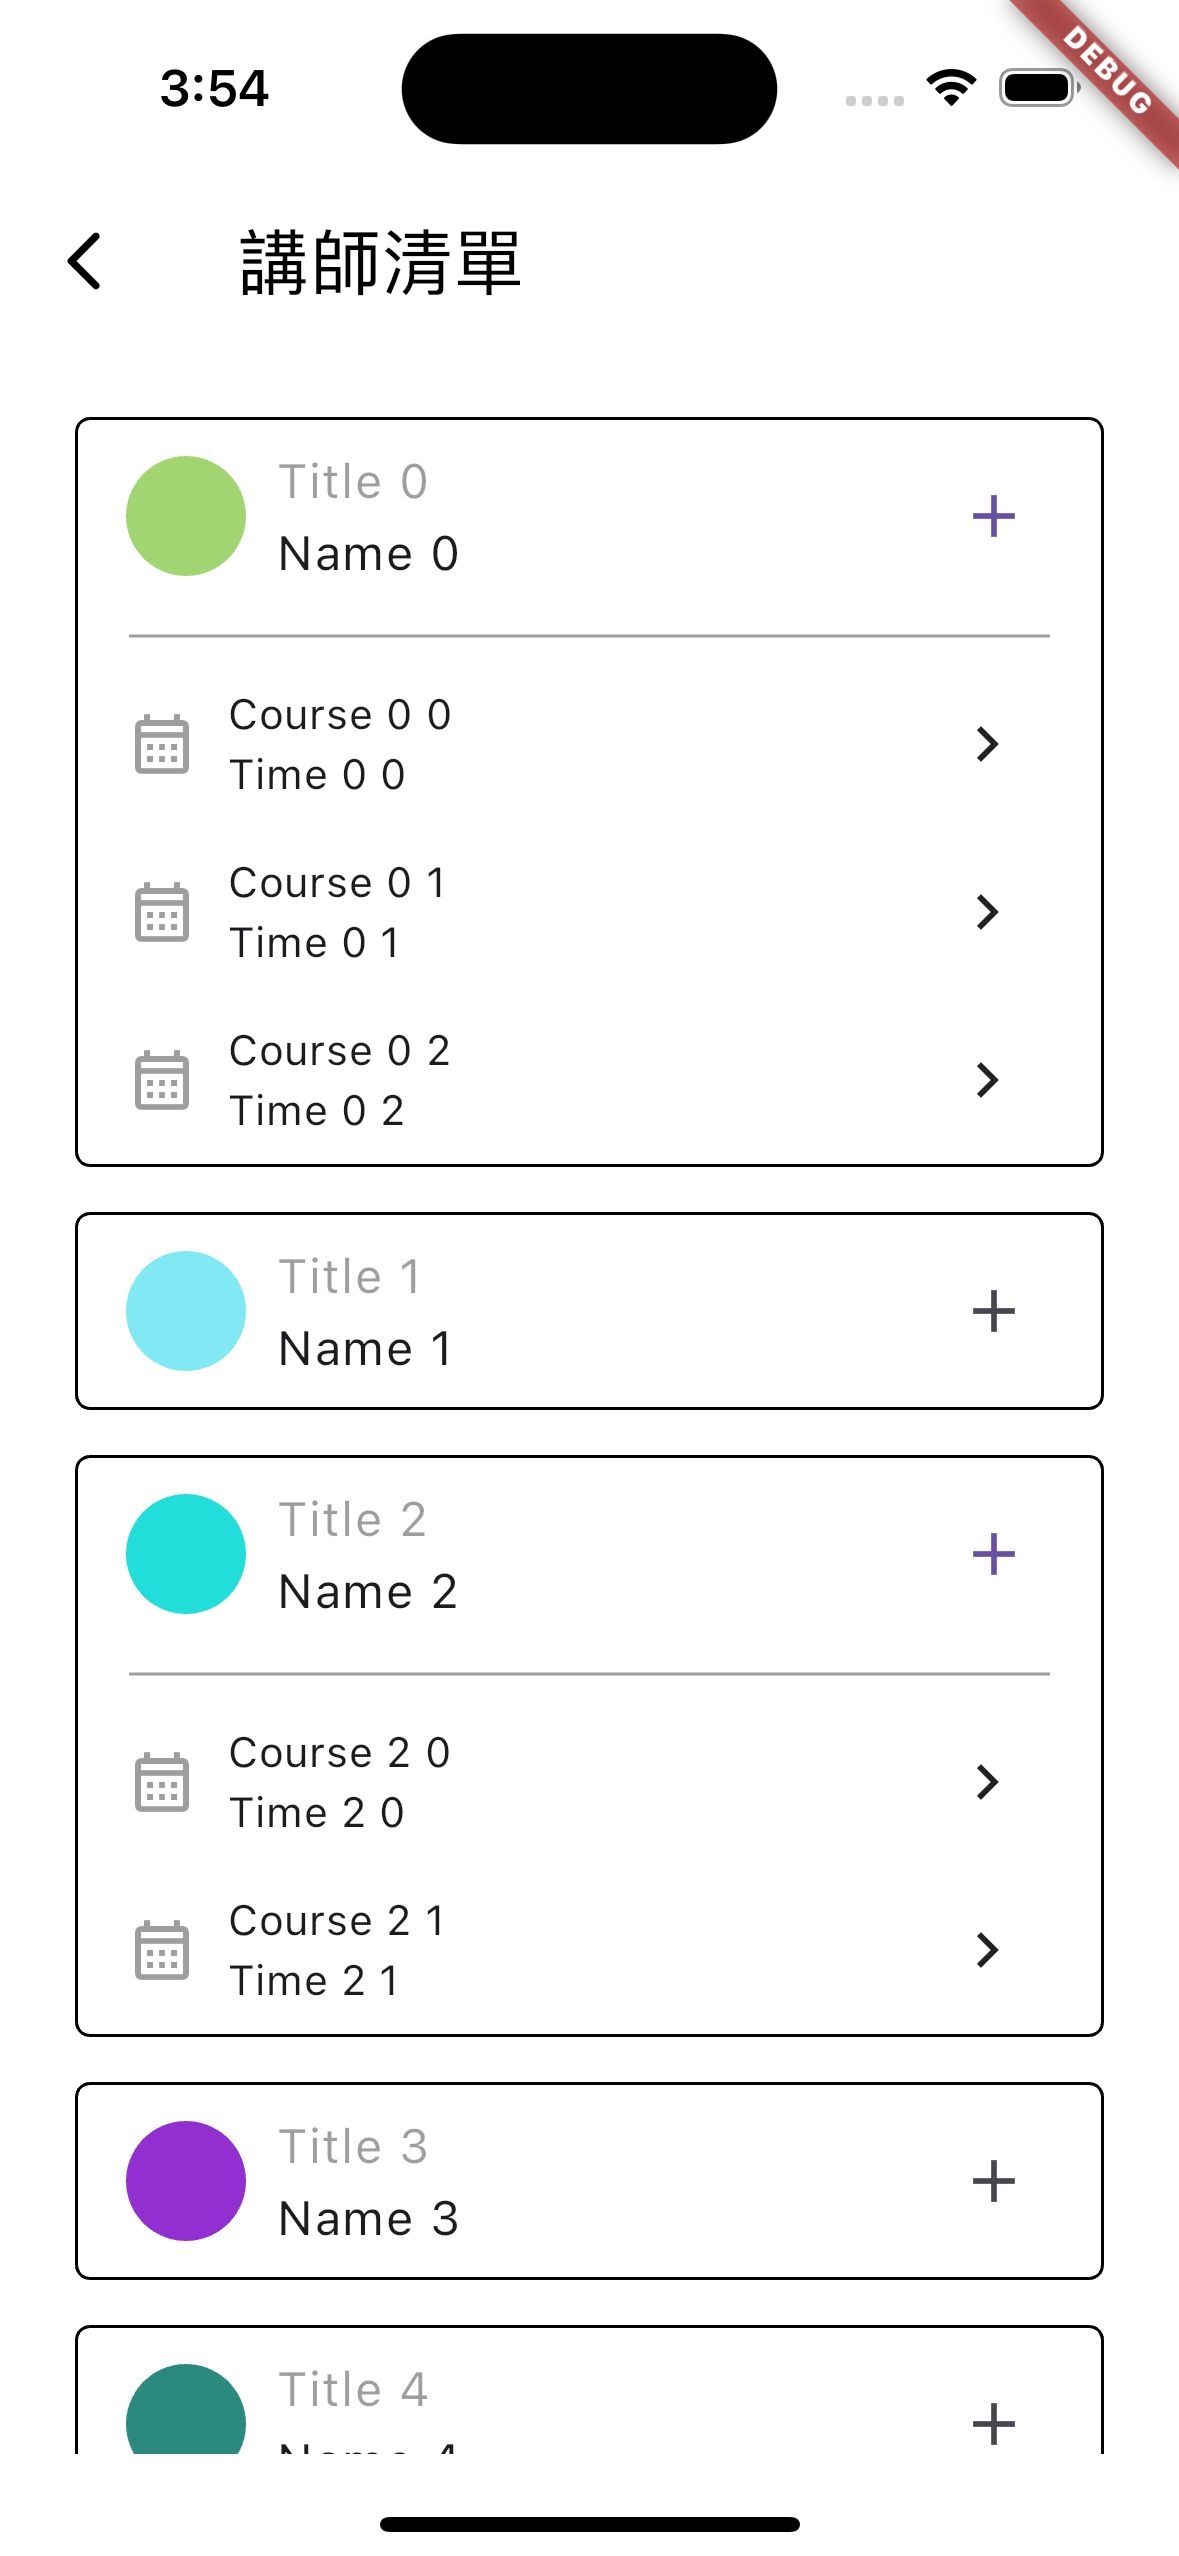 3:54
DEBUG
講師清單
Title 0
Name 0
Course 0 0
Time 0 0
Course 0 1
Time 0 1
Course 0 2
Time 0 2
Title 1
Name 1
Title 2
Name 2
Course 2 0
Time 2 0
Course 2 1
Time 2 1
Title 3
Name 3
Title 4
Name 4